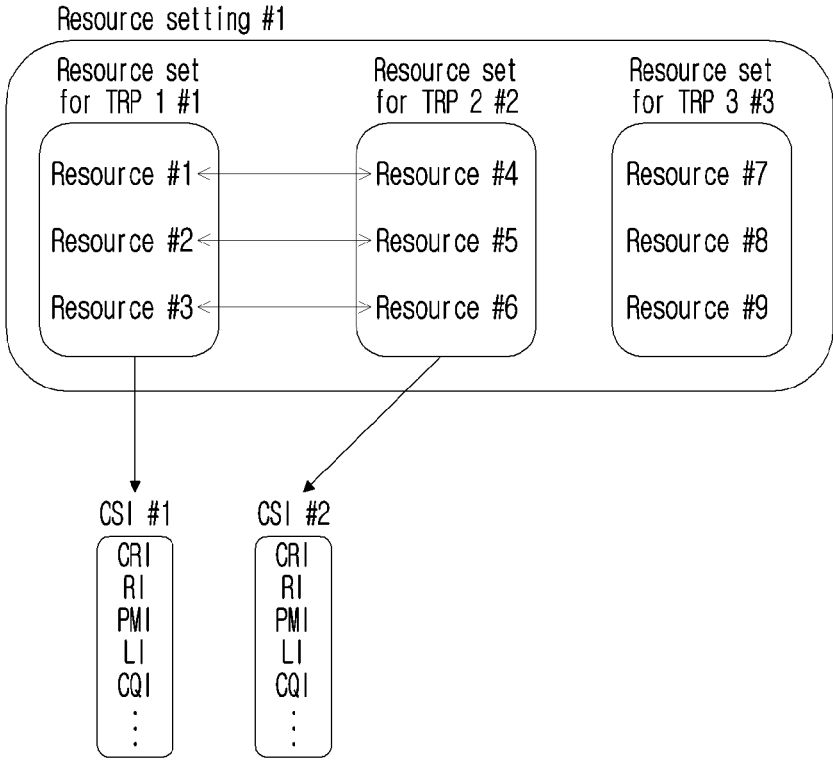 Resource setting #1
Resource set
for TRP 1 #1
Resource set
for TRP 2 #2
Resource set
for TRP 3 #3
Resource #1
Resource #4
Resource #7
Resource #2
Resource #5
Resource #8
Resource #3
Resource #6
Resource #9
CSI #1
CRI
RI
PMI
LI
CQI
CSI #2
CRI
RI
PMI
LI
CQI